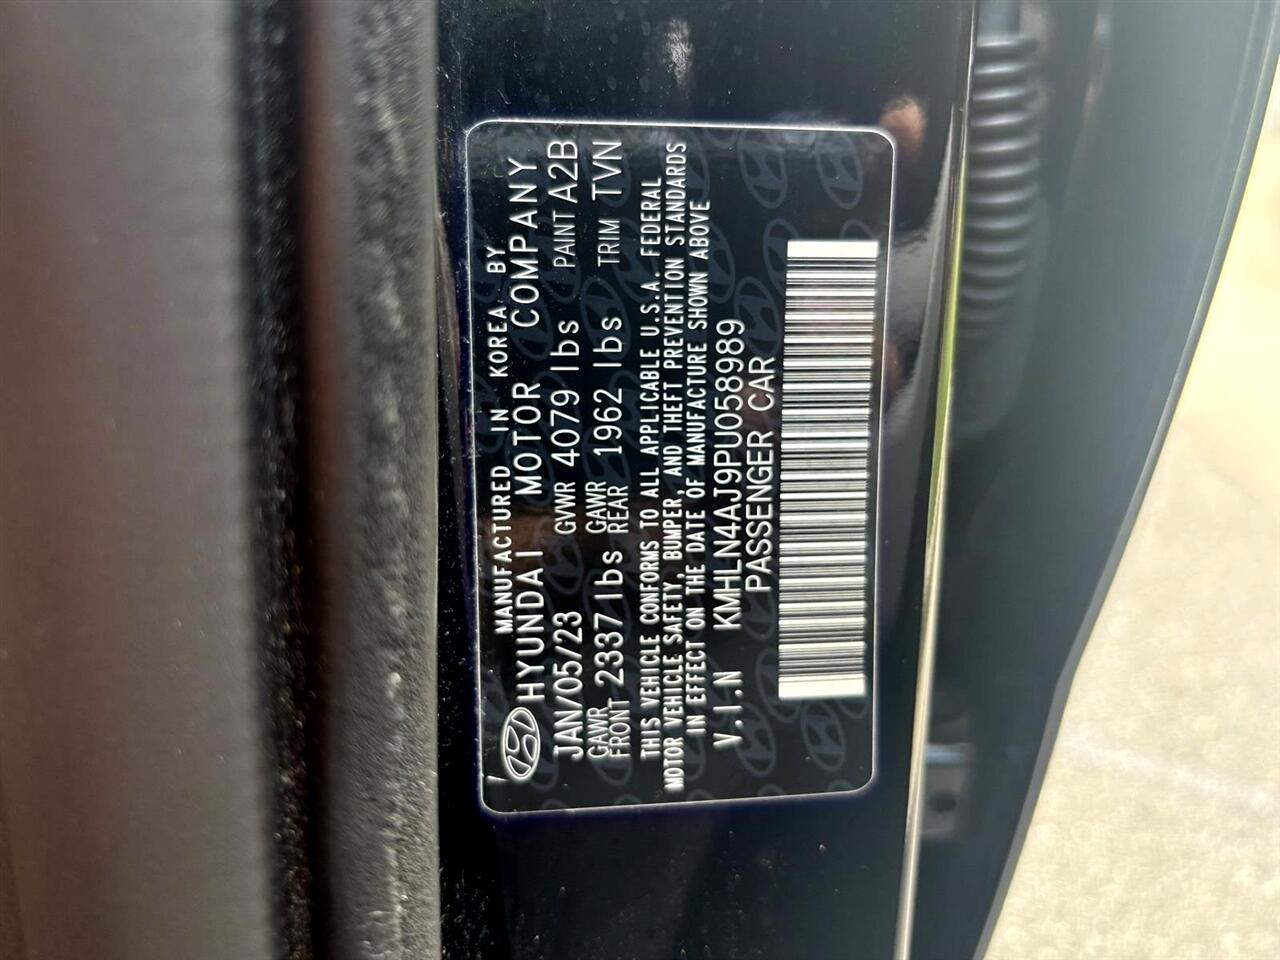 MANUFACTURED IN KOREA BY
HYUNDAI MOTOR COMPANY
JAN/05/23 GVWR 4079 lbs PAINT A2B
GAWR FRONT 2337 lbs GAWR REAR 1962 lbs TRIM TVN
THIS VEHICLE CONFORMS TO ALL APPLICABLE U.S.A. FEDERAL
MOTOR VEHICLE SAFETY, BUMPER, AND THEFT PREVENTION STANDARDS
IN EFFECT ON THE DATE OF MANUFACTURE SHOWN ABOVE
V.I.N KMHLN4AJ9PU058989
PASSENGER CAR